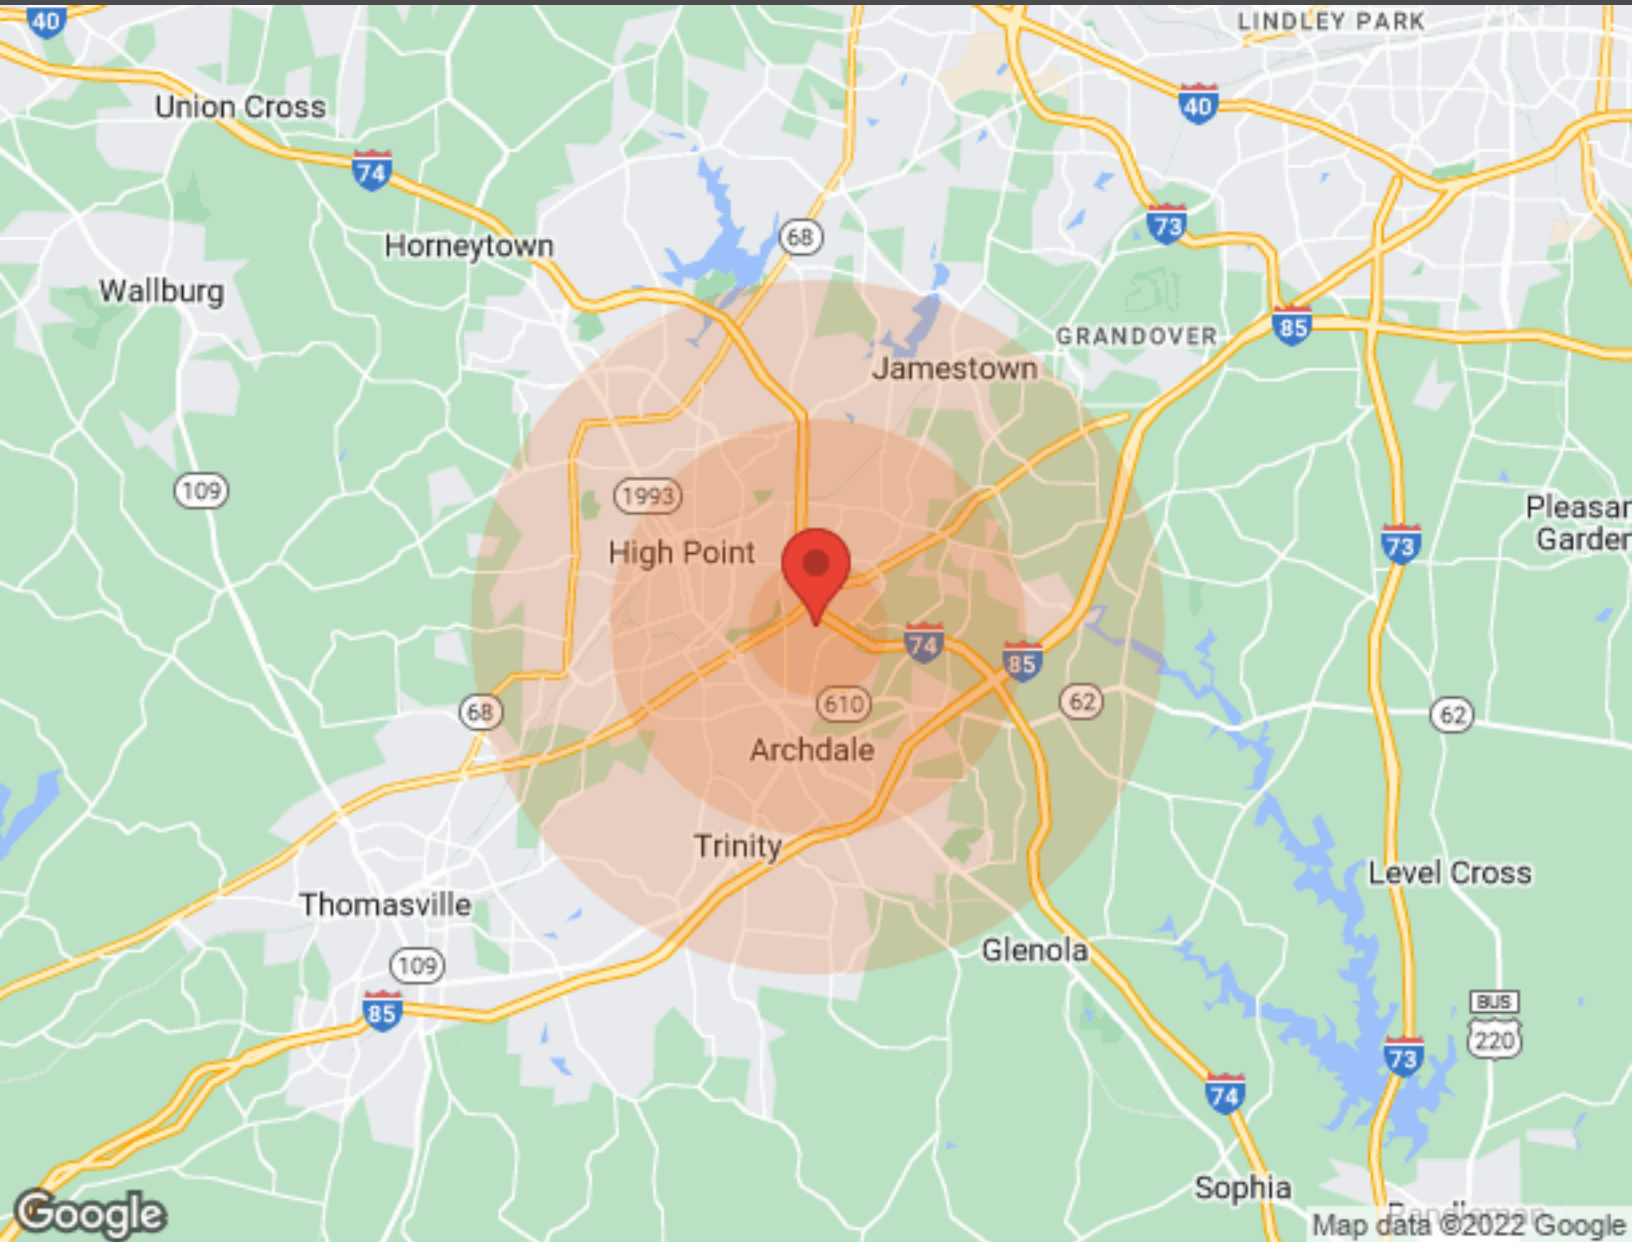 40
LINDLEY PARK
Union Cross
40
74
73
68
Horneytown
Wallburg
85
GRANDOVER
Jamestown
109
1993
Pleasan
Garden
73
High Point
74
85
62
610
68
62
Archdale
Trinity
Level Cross
Thomasville
Glenola
109
85
BUS
220
73
74
Sophia
Randleman
Google
Map data ©2022 Google